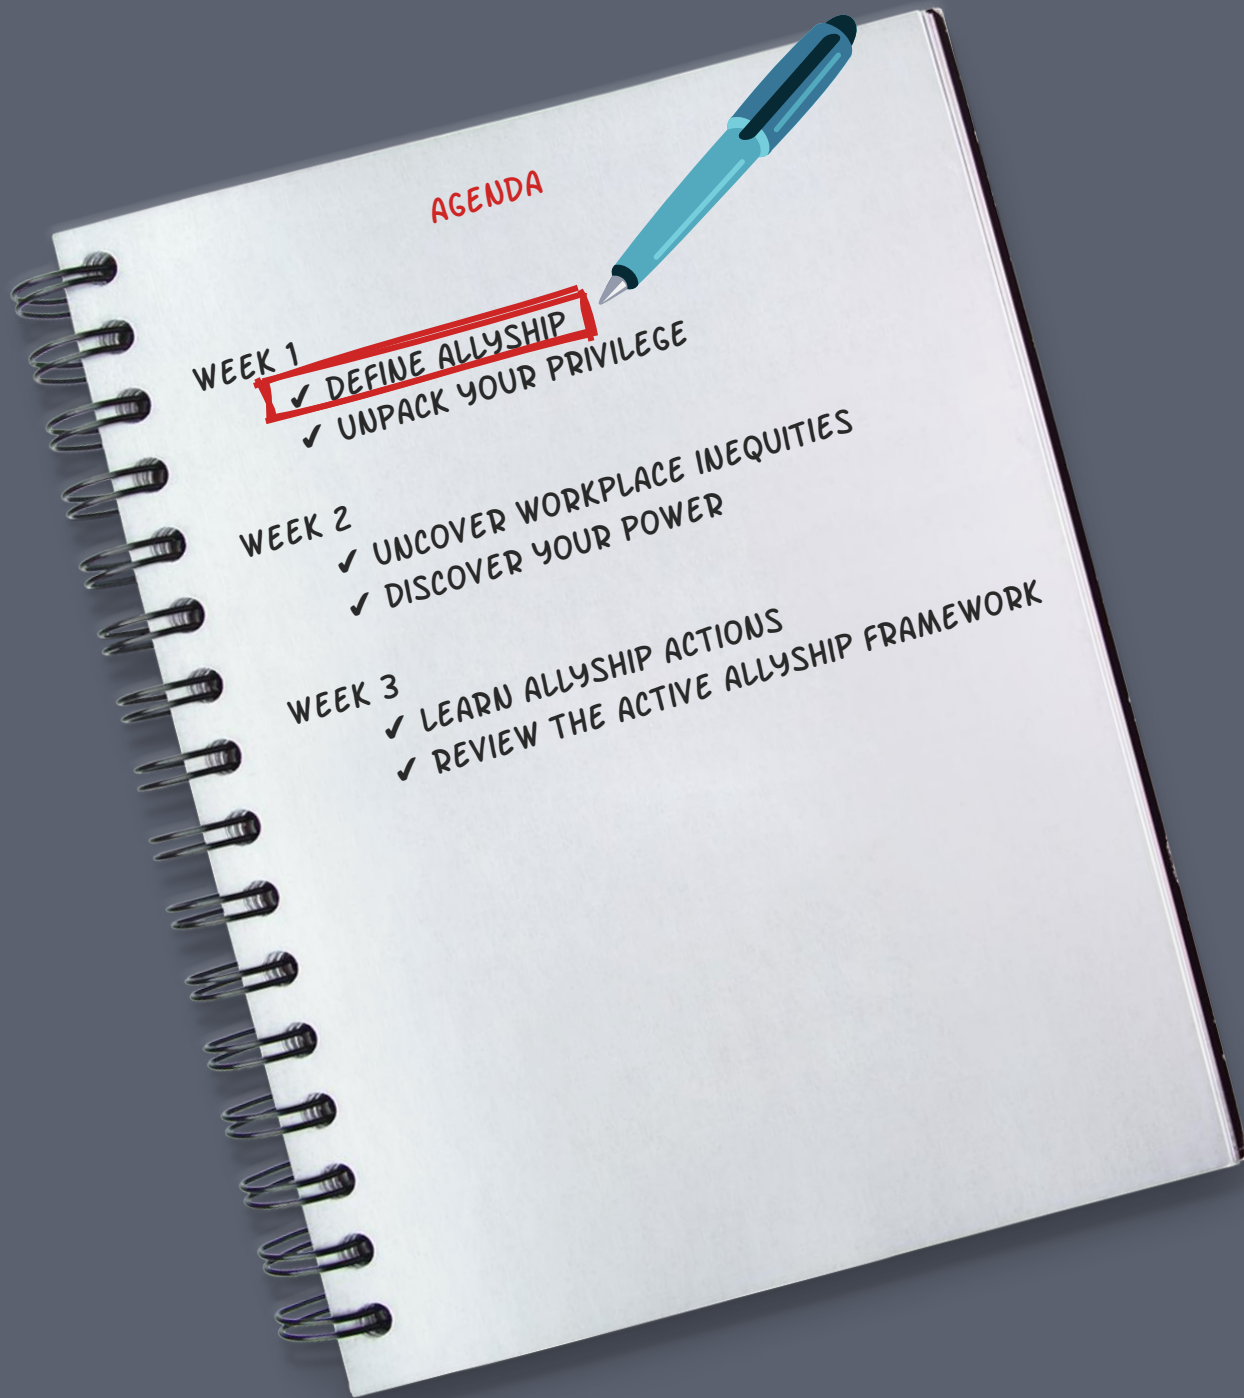 AGENDA
WEEK 1
✔ DEFINE ALLYSHIP
✔ UNPACK YOUR PRIVILEGE
WEEK 2
✔ UNCOVER WORKPLACE INEQUITIES
✔ DISCOVER YOUR POWER
WEEK 3
✔ LEARN ALLYSHIP ACTIONS
✔ REVIEW THE ACTIVE ALLYSHIP FRAMEWORK